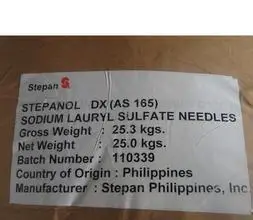 Stepan
STEPANOL DX (AS 165)
SODIUM LAURYL SULFATE NEEDLES
Gross Weight : 25.3 kgs.
Net Weight : 25.0 kgs.
Batch Number : 110339
Country of Origin : Philippines
Manufacturer : Stepan Philippines, Inc.